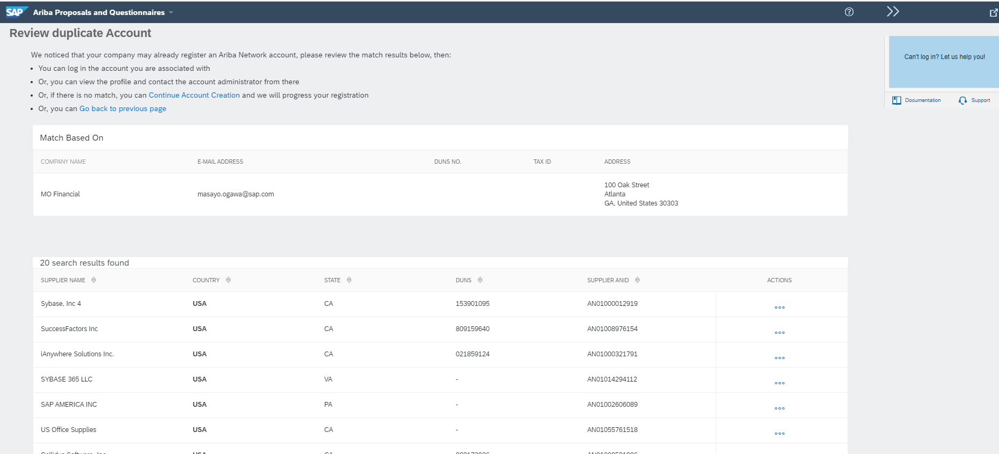 SAP Ariba Proposals and Questionnaires
Review duplicate Account
We noticed that your company may already register an Ariba Network account, please review the match results below, then:
You can log in the account you are associated with
Or, you can view the profile and contact the account administrator from there
Or, if there is no match, you can Continue Account Creation and we will progress your registration
Or, you can Go back to previous page
Can't log in? Let us help you!
Documentation Support
Match Based On
COMPANY NAME E-MAIL ADDRESS DUNS NO. TAX ID ADDRESS
MO Financial masayo.ogawa@sap.com 100 Oak Street
Atlanta
GA, United States 30303
20 search results found
SUPPLIER NAME COUNTRY STATE DUNS SUPPLIER ANID ACTIONS
Sybase, Inc 4 USA CA 153901095 AN01000012919
SuccessFactors Inc USA CA 809159640 AN01008976154
iAnywhere Solutions Inc. USA CA 021859124 AN01000321791
SYBASE 365 LLC USA VA - AN01014294112
SAP AMERICA INC USA PA - AN01002606089
US Office Supplies USA CA - AN01055761518
USA CA